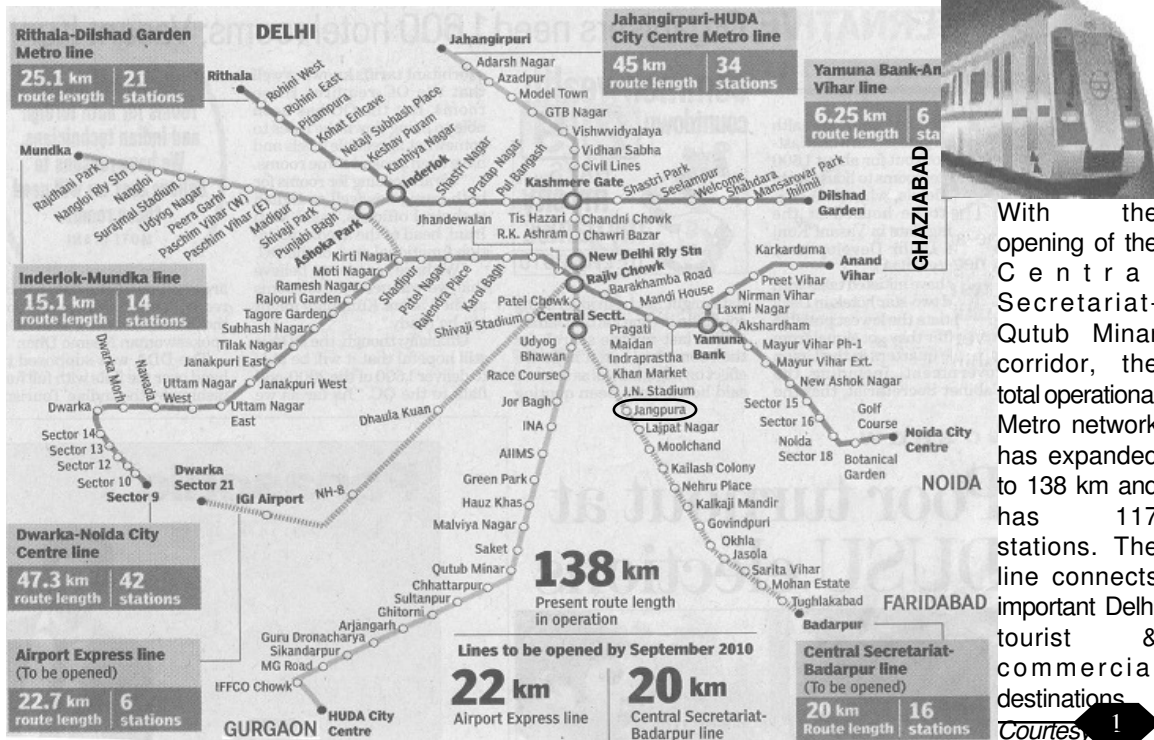 DELHI
Rithala-Dilshad Garden
Metro line
25.1 km
route length
21
stations
Jahangirpuri-HUDA
City Centre Metro line
45 km
route length
34
stations
Yamuna Bank-An
Vihar line
6.25 km
route length
6
sta
Rithala
Rohini West
Rohini East
Pitampura
Kohat Enclave
Netaji Subhash Place
Keshav Puram
Kanhiya Nagar
Inderlok
Shastri Nagar
Pratap Nagar
Pul Bangash
Tis Hazari
Kashmere Gate
Shastri Park
Seelampur
Welcome
Shahdara
Mansarovar Park
Jhilmil
Dilshad
Garden
Jahangirpuri
Adarsh Nagar
Azadpur
Model Town
GTB Nagar
Vishwvidyalaya
Vidhan Sabha
Civil Lines
Chandni Chowk
Chawri Bazar
New Delhi Rly Stn
Rajiv Chowk
Patel Chowk
Central Sectt.
Udyog
Bhawan
Race Course
Jor Bagh
INA
AIIMS
Green Park
Hauz Khas
Malviya Nagar
Saket
Qutub Minar
Chhattarpur
Sultanpur
Ghitorni
Arjangarh
Guru Dronacharya
Sikandarpur
MG Road
IFFCO Chowk
HUDA City
Centre
GURGAON
Mundka
Rajdhani Park
Nangloi Rly Stn
Nangloi
Surajmal Stadium
Udyog Nagar
Peera Garhi
Paschim Vihar (W)
Paschim Vihar (E)
Madipur
Shivaji Park
Punjabi Bagh
Ashoka Park
Inderlok-Mundka line
15.1 km
route length
14
stations
Jhandewalan
R.K. Ashram
Kirti Nagar
Moti Nagar
Ramesh Nagar
Rajouri Garden
Tagore Garden
Subhash Nagar
Tilak Nagar
Janakpuri East
Janakpuri West
Uttam Nagar
East
Uttam Nagar
West
Nawada
Dwarka Morh
Dwarka
Sector 14
Sector 13
Sector 12
Sector 10
Sector 9
Shadipur
Patel Nagar
Rajendra Place
Karol Bagh
Barakhamba Road
Mandi House
Pragati
Maidan
Indraprastha
Yamuna
Bank
Laxmi Nagar
Nirman Vihar
Preet Vihar
Karkarduma
Anand
Vihar
GHAZIABAD
Akshardham
Mayur Vihar Ph-1
Mayur Vihar Ext.
New Ashok Nagar
Sector 15
Sector 16
Noida
Sector 18
Botanical
Garden
Golf
Course
Noida City
Centre
NOIDA
Shivaji Stadium
Dhaula Kuan
NH-8
IGI Airport
Dwarka
Sector 21
Khan Market
J.N. Stadium
Jangpura
Lajpat Nagar
Moolchand
Kailash Colony
Nehru Place
Kalkaji Mandir
Govindpuri
Okhla
Jasola
Sarita Vihar
Mohan Estate
Tughlakabad
Badarpur
FARIDABAD
Dwarka-Noida City
Centre line
47.3 km
route length
42
stations
Airport Express line
(To be opened)
22.7 km
route length
6
stations
138 km
Present route length
in operation
Lines to be opened by September 2010
22 km
Airport Express line
20 km
Central Secretariat-
Badarpur line
Central Secretariat-
Badarpur line
(To be opened)
20 km
Route length
16
stations
With the
opening of the
Centra
Secretariat-
Qutub Minar
corridor, the
total operationa
Metro network
has expanded
to 138 km and
has 117
stations. The
line connects
important Delh
tourist &
commercia
destinations
Courtes
1